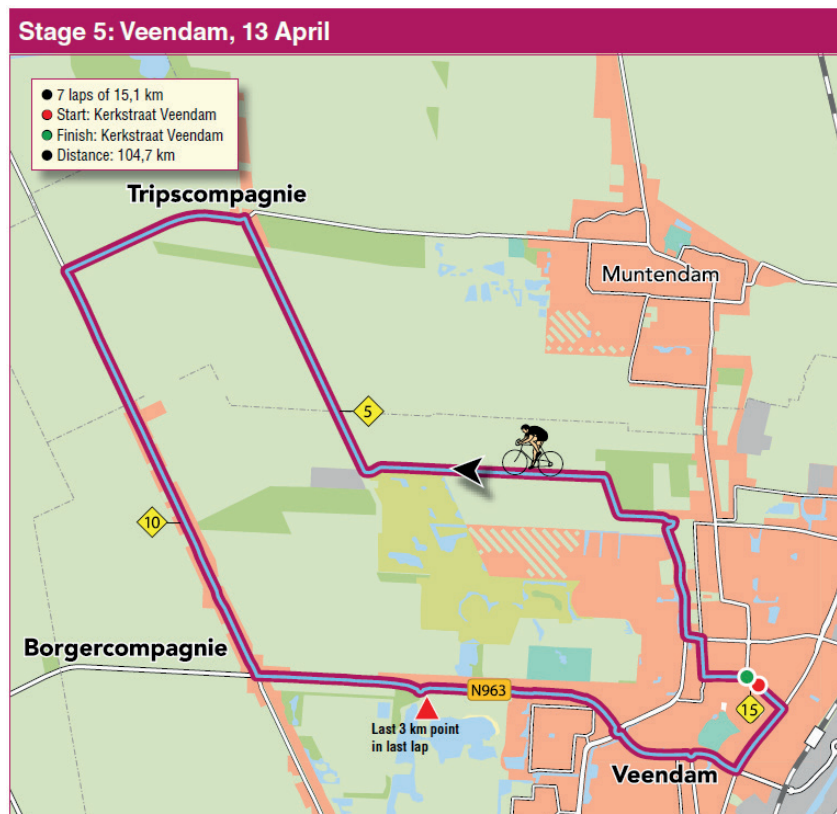 Stage 5: Veendam, 13 April
7 laps of 15,1 km
Start: Kerkstraat Veendam
Finish: Kerkstraat Veendam
Distance: 104,7 km
Tripscompagnie
Muntendam
5
10
Borgercompagnie
N963
15
Last 3 km point
in last lap
Veendam